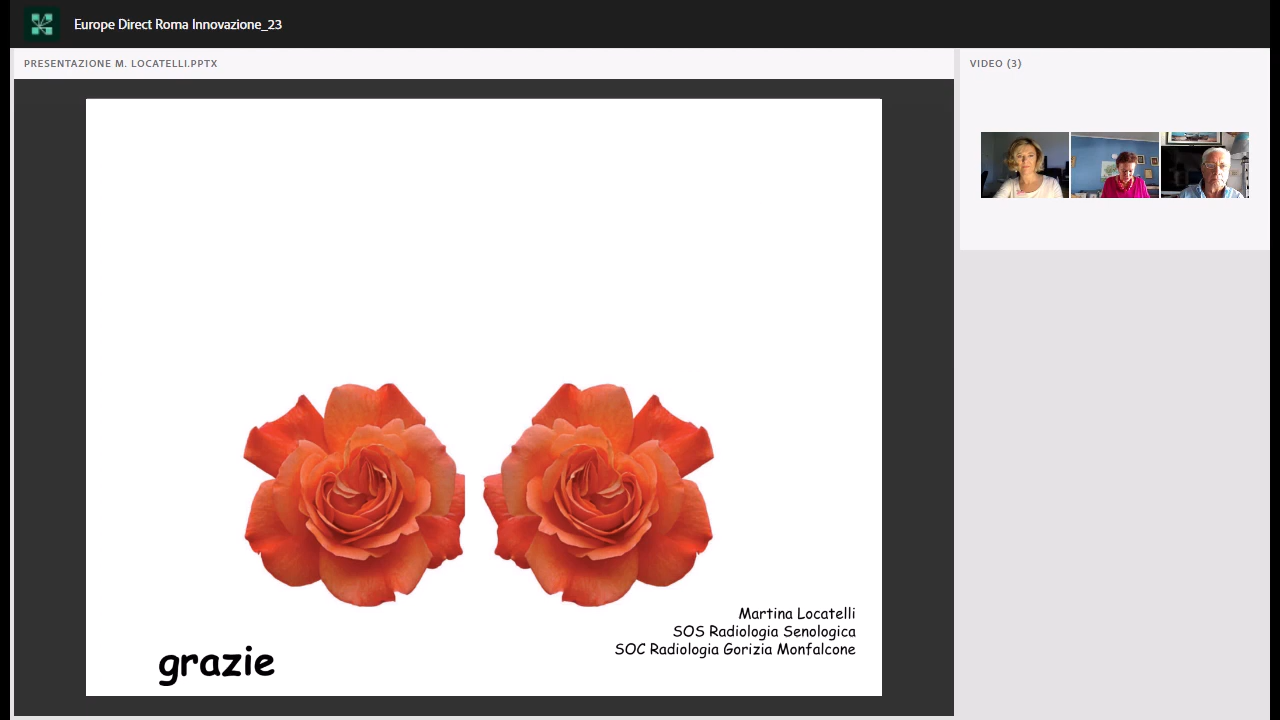 Europe Direct Roma Innovazione_23
PRESENTAZIONE M. LOCATELLI.PPTX
VIDEO (3)
Martina Locatelli
SOS Radiologia Senologica
SOC Radiologia Gorizia Monfalcone
grazie